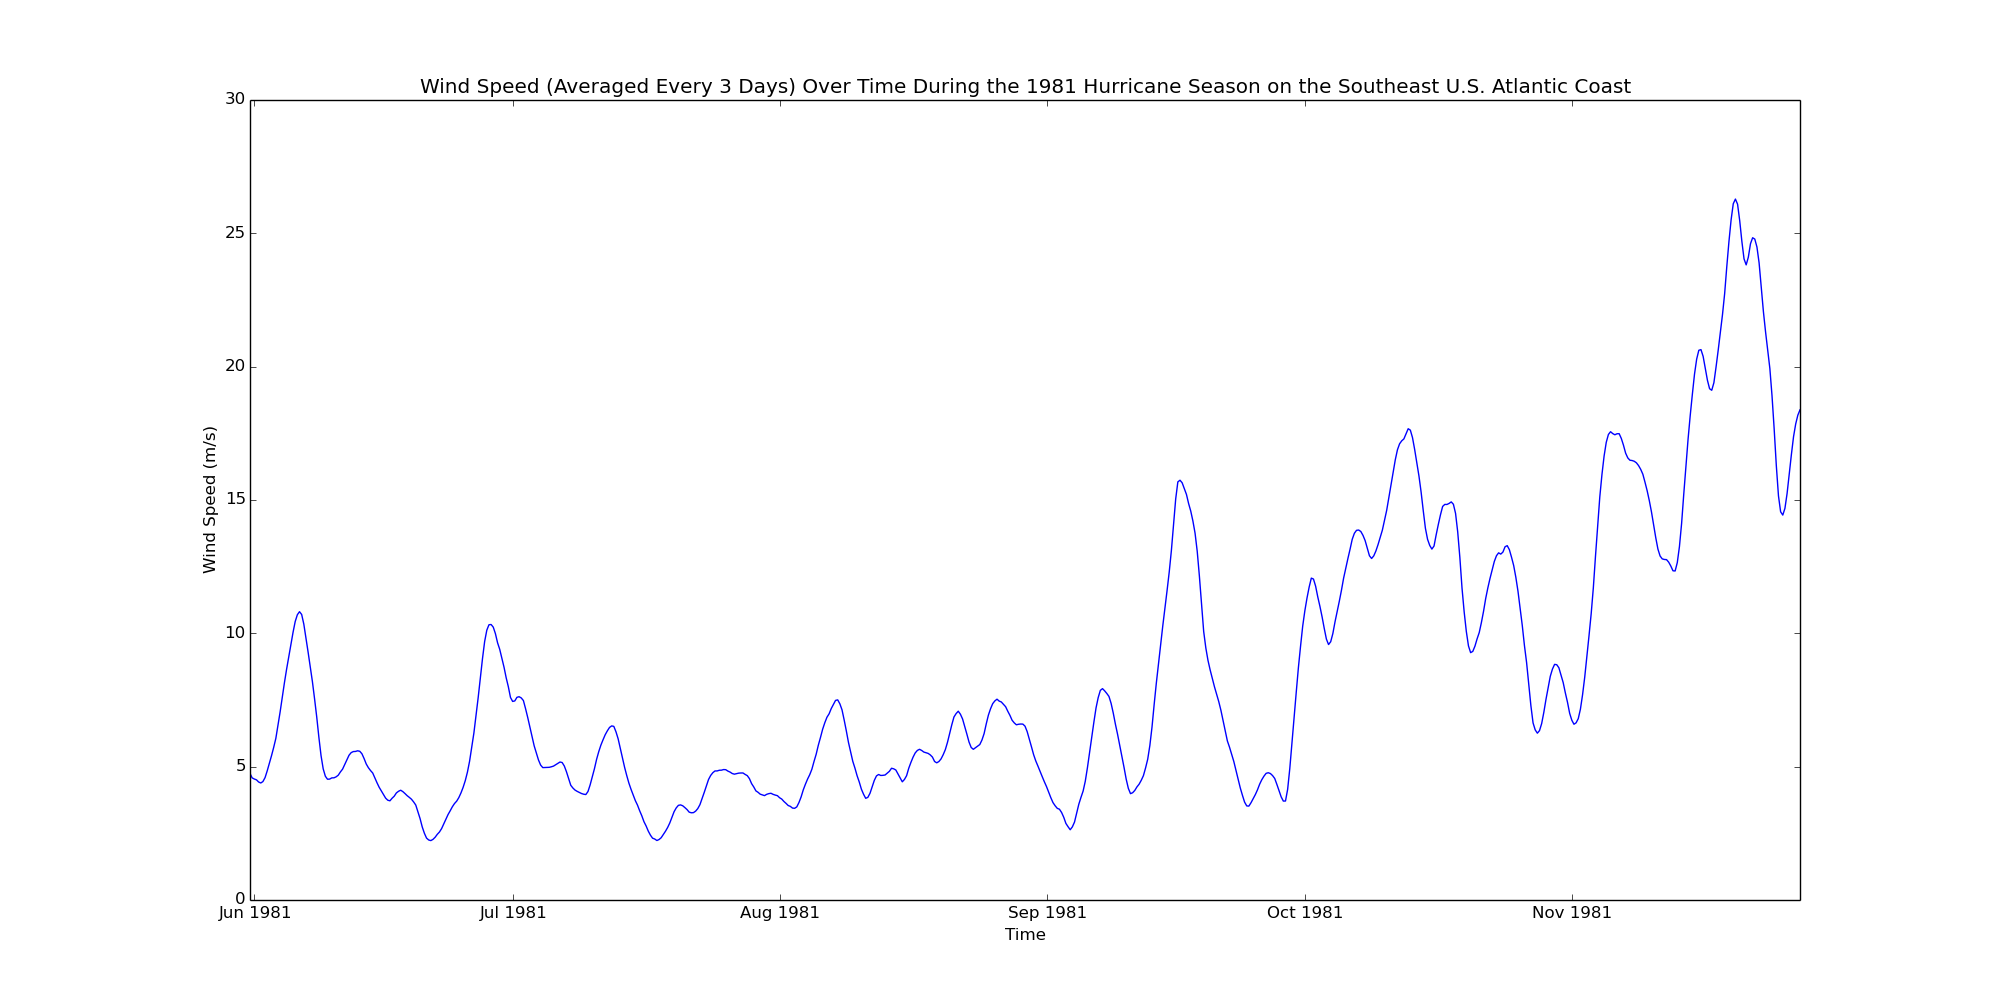 Wind Speed (Averaged Every 3 Days) Over Time During the 1981 Hurricane Season on the Southeast U.S. Atlantic Coast
30
25
20
15
10
5
0
Wind Speed (m/s)
Jun 1981 Jul 1981 Aug 1981 Sep 1981 Oct 1981 Nov 1981
Time